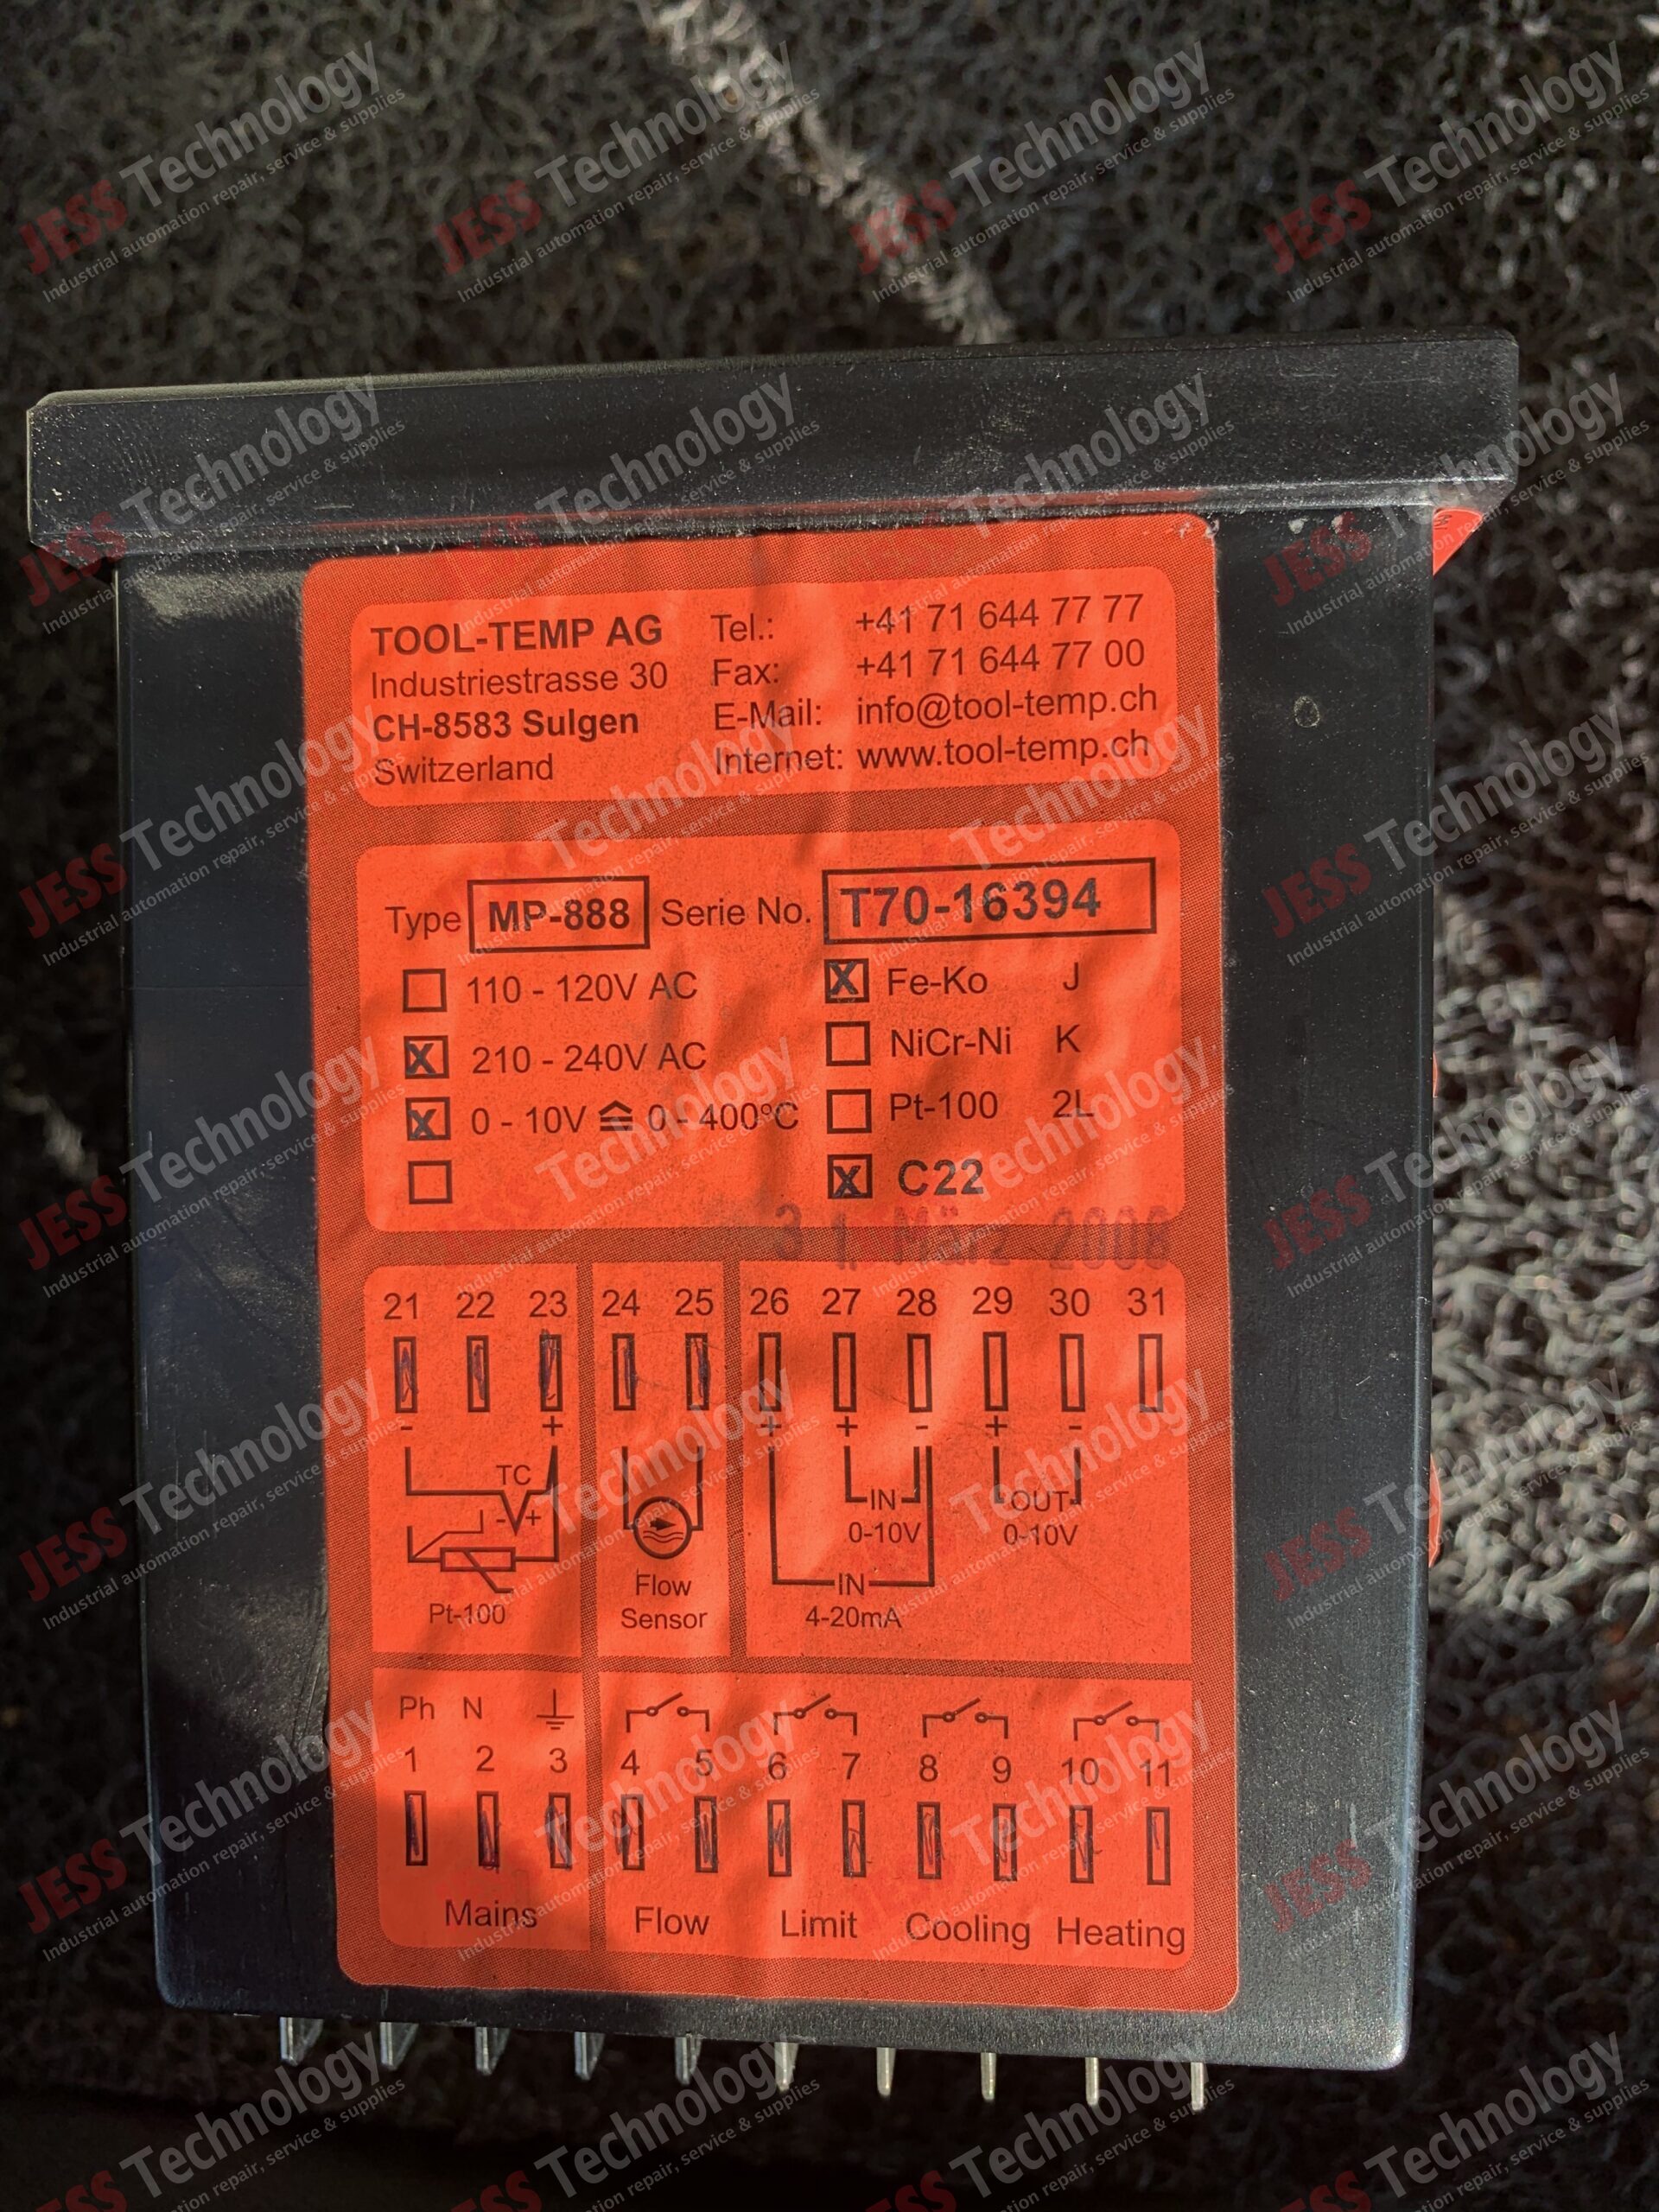 TOOL-TEMP AG
Industriestrasse 30
CH-8583 Sulgen
Switzerland
Tel.: +41 71 644 77 77
Fax: +41 71 644 77 00
E-Mail: info@tool-temp.ch
Internet: www.tool-temp.ch
Type MP-888 Serie No. T70-16394
110 - 120V AC
X 210 - 240V AC
X 0 - 10V ≙ 0 - 400°C
X Fe-Ko J
NiCr-Ni K
Pt-100 2L
X C22
31. März 2008
21 22 23 24 25 26 27 28 29 30 31
- + + + - + -
TC
- +
Pt-100
Flow
Sensor
IN
0-10V
OUT
0-10V
IN
4-20mA
Ph N
1 2 3 4 5 6 7 8 9 10 11
Mains Flow Limit Cooling Heating
JESS Technology
Industrial automation repair, service & supplies